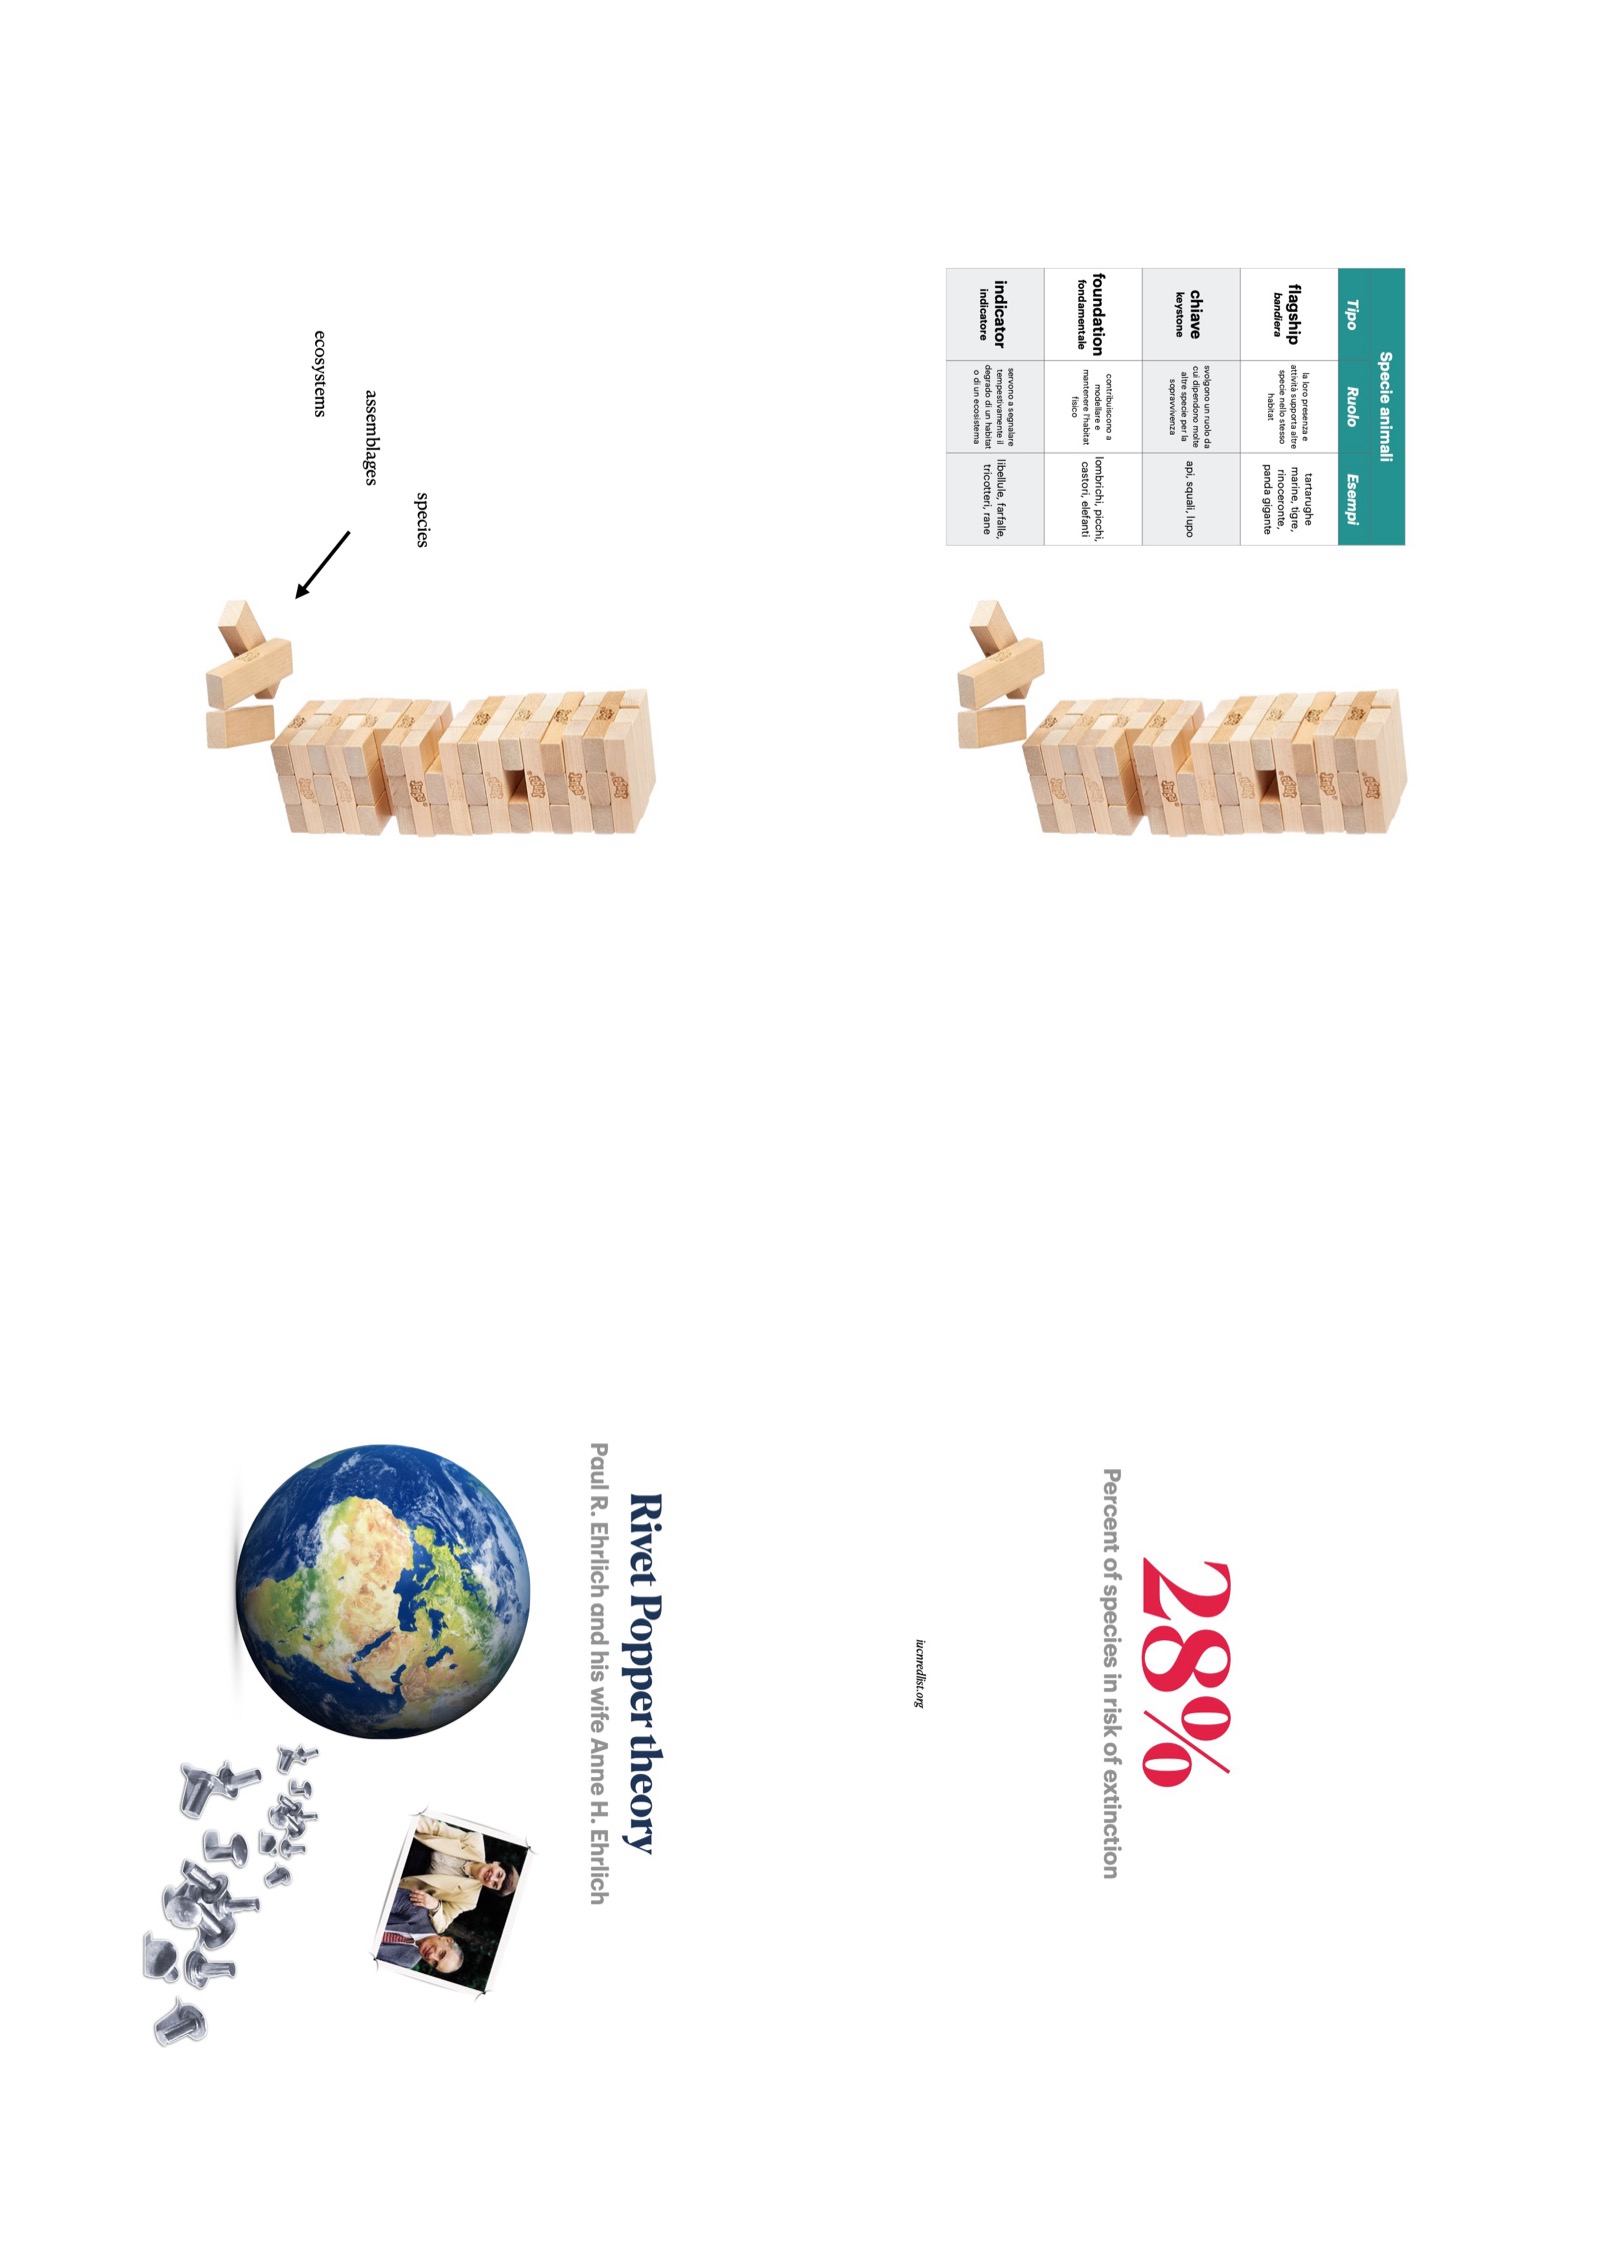 Specie animali
Tipo Ruolo Esempi
flagship
bandiera
la loro presenza e
attività supporta altre
specie nello stesso
habitat
tartarughe
marine, tigre,
rinoceronte,
panda gigante
chiave
keystone
svolgono un ruolo da
cui dipendono molte
altre specie per la
sopravvivenza
api, squali, lupo
foundation
fondamentale
contribuiscono a
modellare e
mantenere l'habitat
fisico
lombrichi, picchi,
castori, elefanti
indicator
indicatore
servono a segnalare
tempestivamente il
degrado di un habitat
o di un ecosistema
libellule, farfalle,
tricotteri, rane
28%
Percent of species in risk of extinction
iucnredlist.org
species
assemblages
ecosystems
Rivet Popper theory
Paul R. Ehrlich and his wife Anne H. Ehrlich